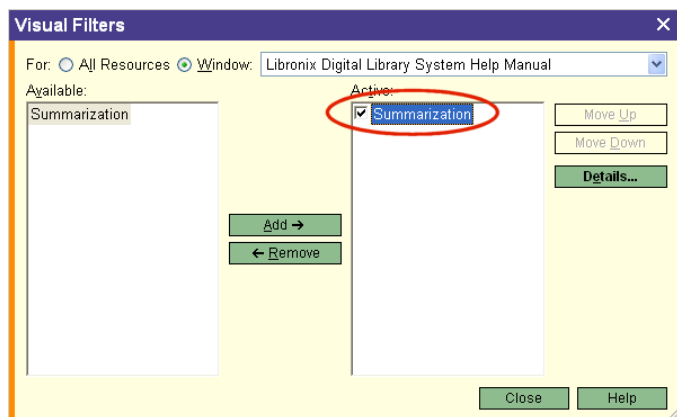 Visual Filters
For: All Resources Window: Libronix Digital Library System Help Manual
Available: Active:
Summarization Summarization
Move Up
Move Down
Details...
Add →
← Remove
Close Help